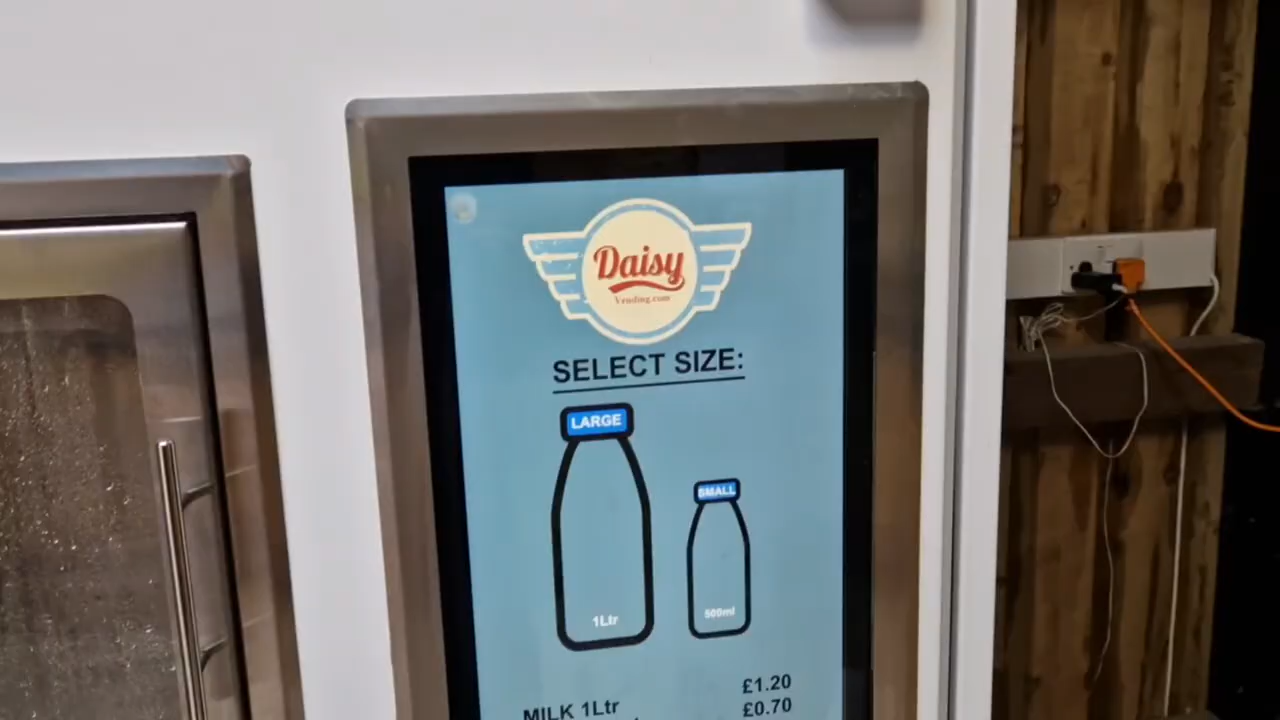 Daisy
Vending.com
SELECT SIZE:
LARGE
SMALL
1Ltr
500ml
£1.20
MILK 1Ltr
£0.70